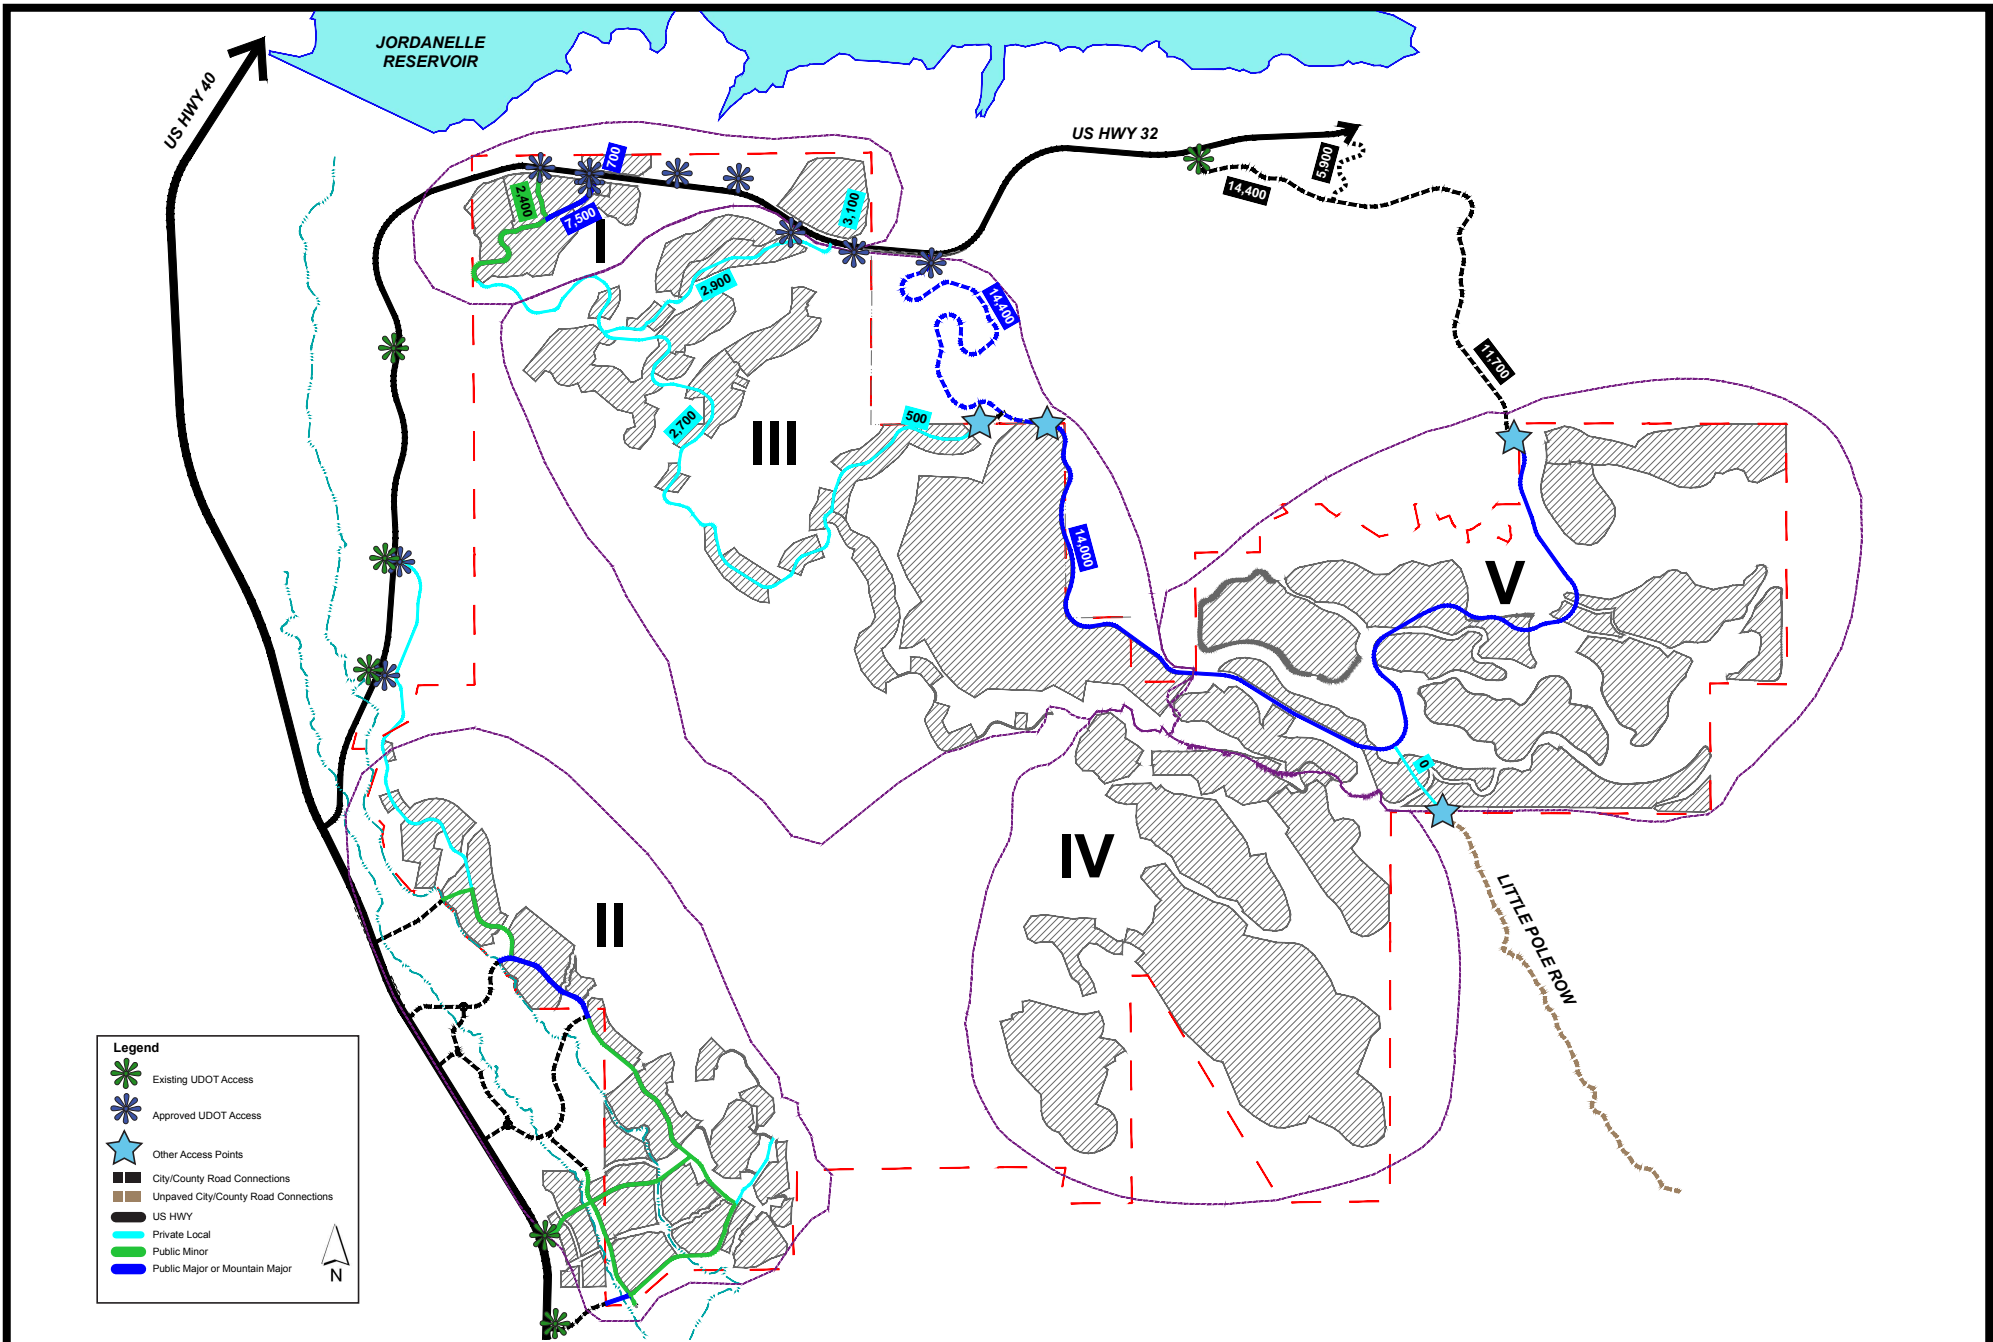 JORDANELLE
RESERVOIR
US HWY 40
US HWY 32
700
2,400
7,500
I
3,100
5,900
14,400
2,900
14,400
11,700
500
2,700
III
14,000
V
0
IV
LITTLE POLE ROW
II
Legend
Existing UDOT Access
Approved UDOT Access
Other Access Points
City/County Road Connections
Unpaved City/County Road Connections
US HWY
Private Local
Public Minor
Public Major or Mountain Major
N